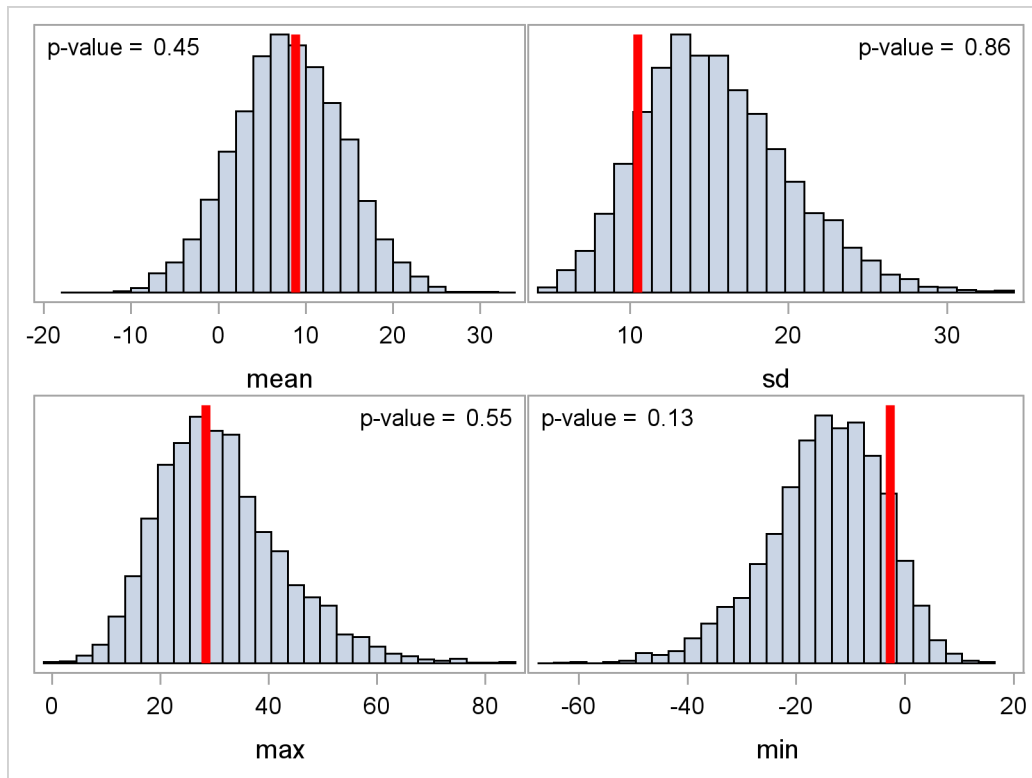 p-value = 0.45
-20 -10 0 10 20 30
mean
p-value = 0.86
10 20 30
sd
p-value = 0.55
0 20 40 60 80
max
p-value = 0.13
-60 -40 -20 0 20
min